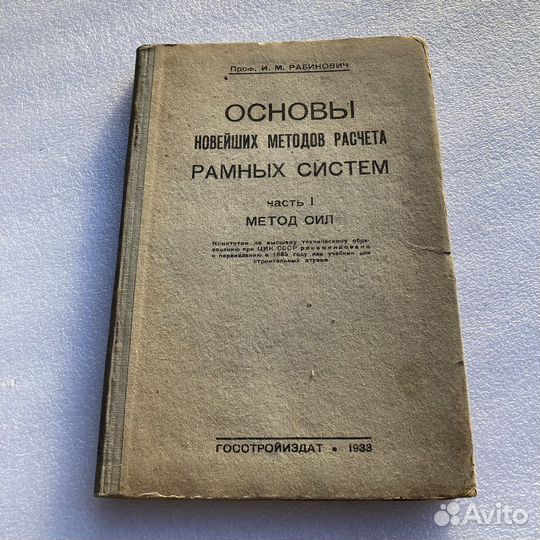 Проф. И. М. РАБИНОВИЧ
ОСНОВЫ
НОВЕЙШИХ МЕТОДОВ РАСЧЕТА
РАМНЫХ СИСТЕМ
ЧАСТЬ I
МЕТОД СИЛ
Комитетом по высшему техническому обра-
зованию при ЦИК СССР рекомендовано
к переизданию в 1935 году как учебник для
строительных втузов
ГОССТРОЙИЗДАТ • 1933
Avito